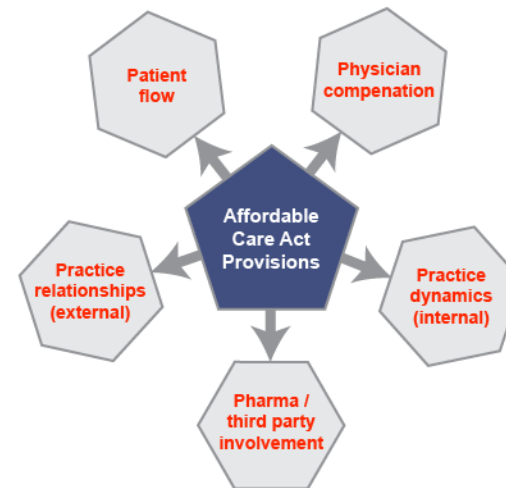 Patient
flow
Physician
compenation
Affordable
Care Act
Provisions
Practice
relationships
(external)
Practice
dynamics
(internal)
Pharma /
third party
involvement